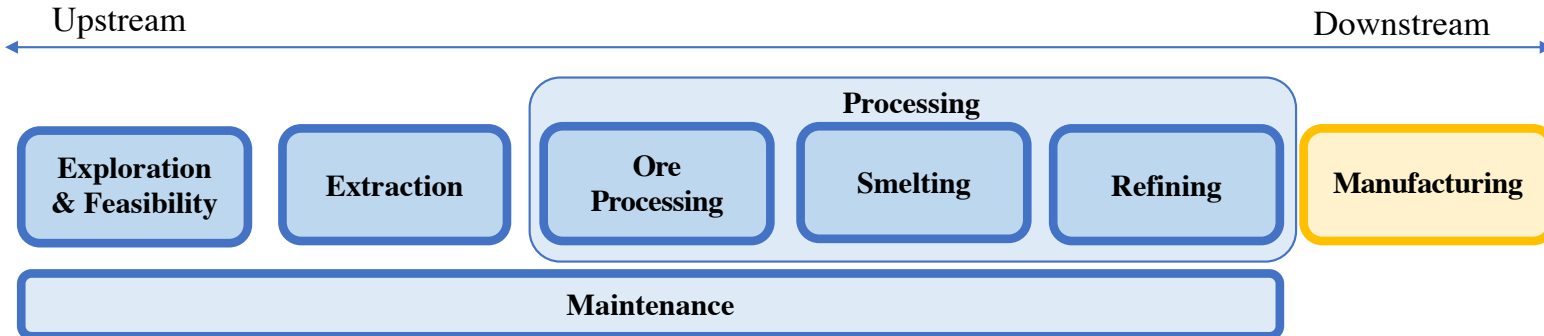 Upstream
Downstream
Processing
Exploration
& Feasibility
Extraction
Ore
Processing
Smelting
Refining
Manufacturing
Maintenance